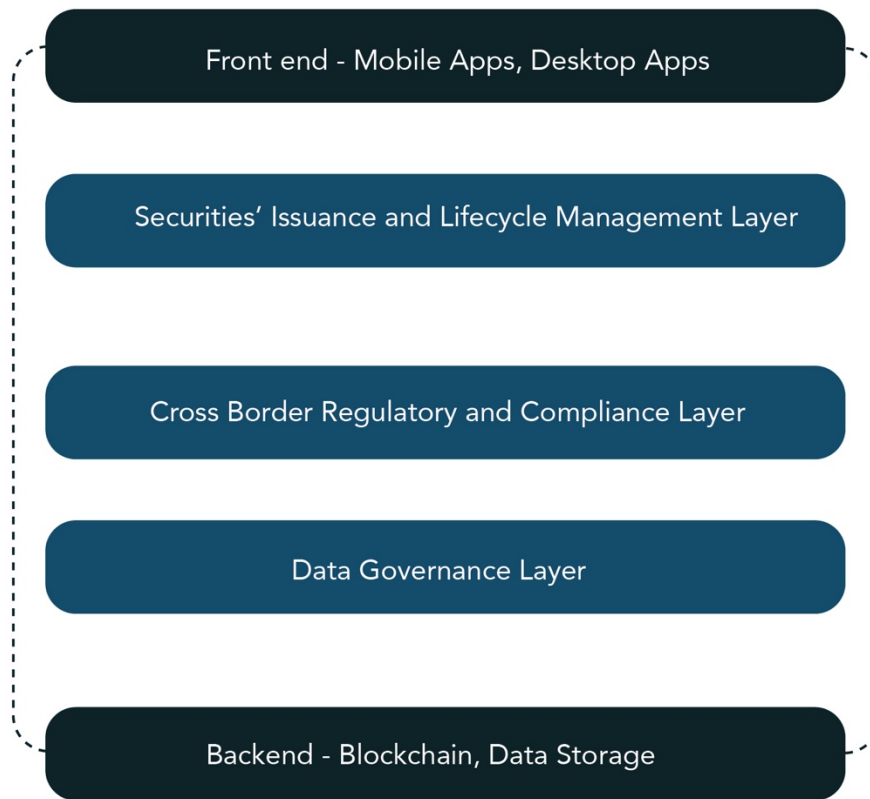 Front end - Mobile Apps, Desktop Apps
Securities’ Issuance and Lifecycle Management Layer
Cross Border Regulatory and Compliance Layer
Data Governance Layer
Backend - Blockchain, Data Storage